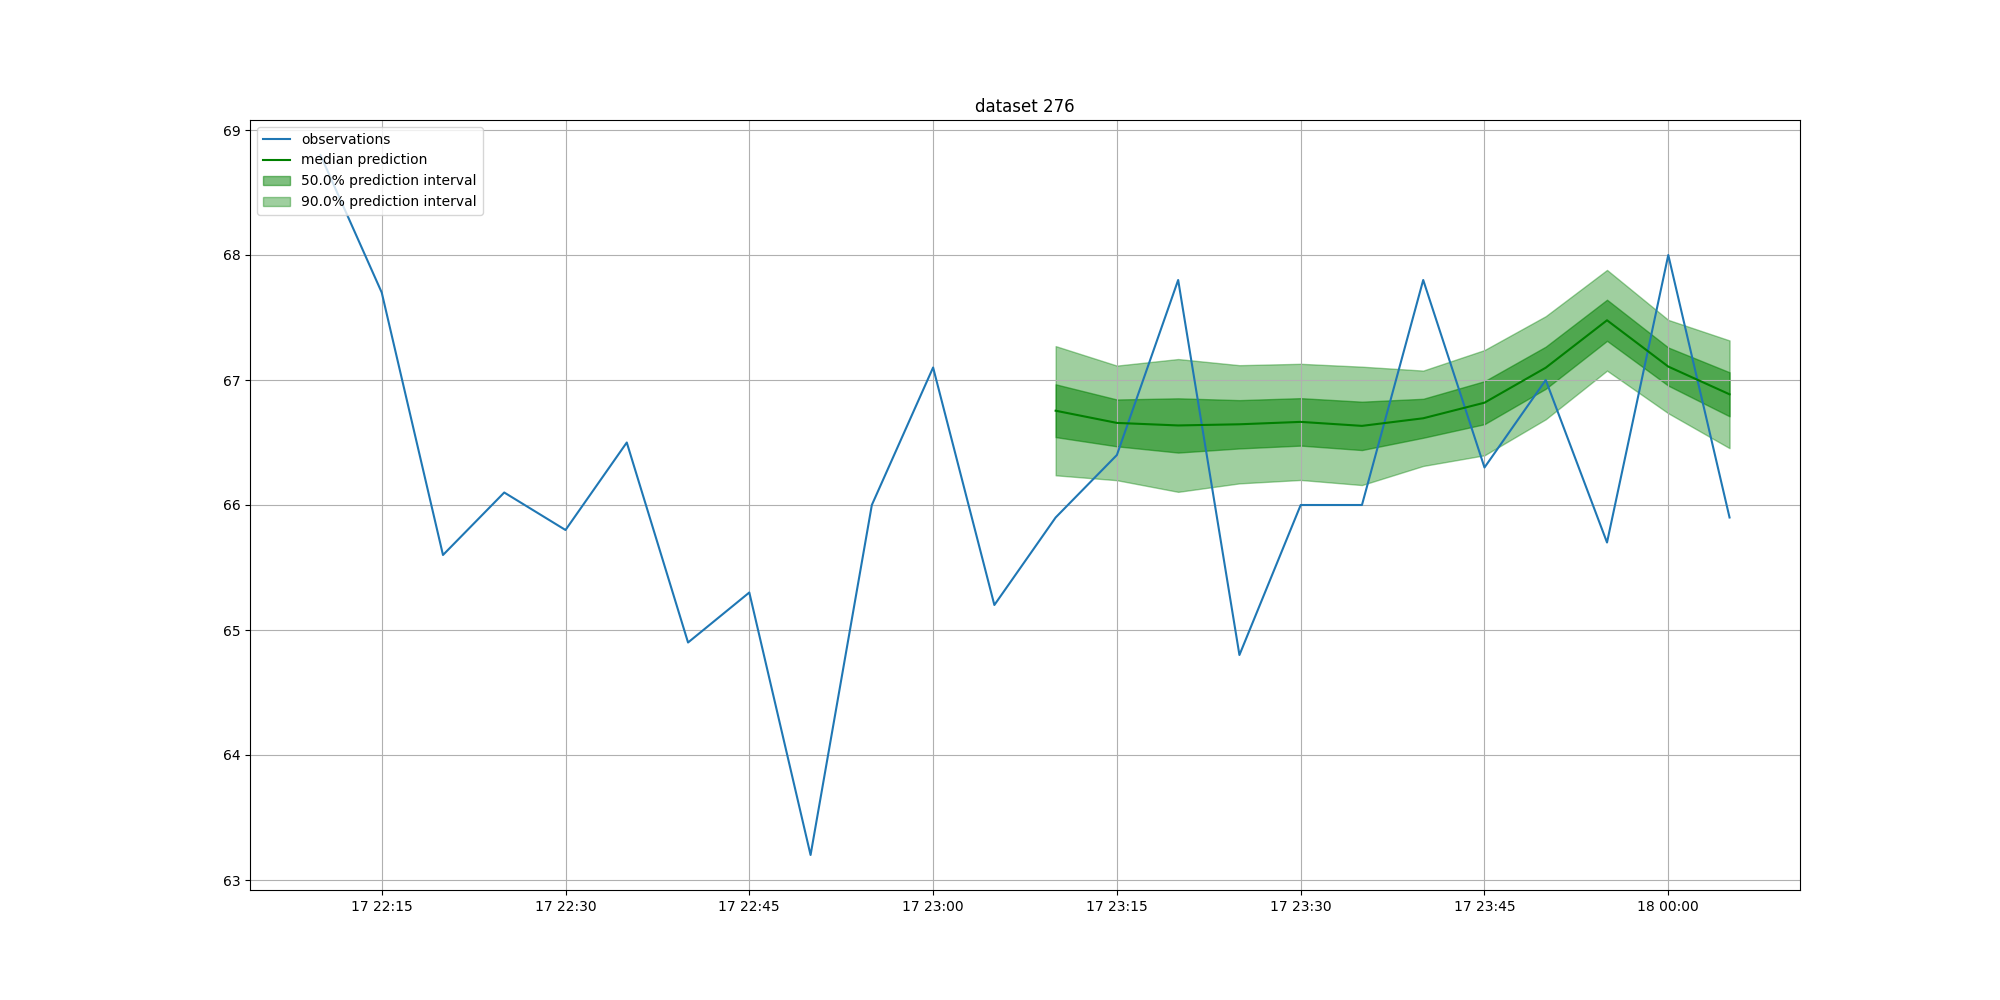 dataset 276
69
68
67
66
65
64
63
observations
median prediction
50.0% prediction interval
90.0% prediction interval
17 22:15 17 22:30 17 22:45 17 23:00 17 23:15 17 23:30 17 23:45 18 00:00